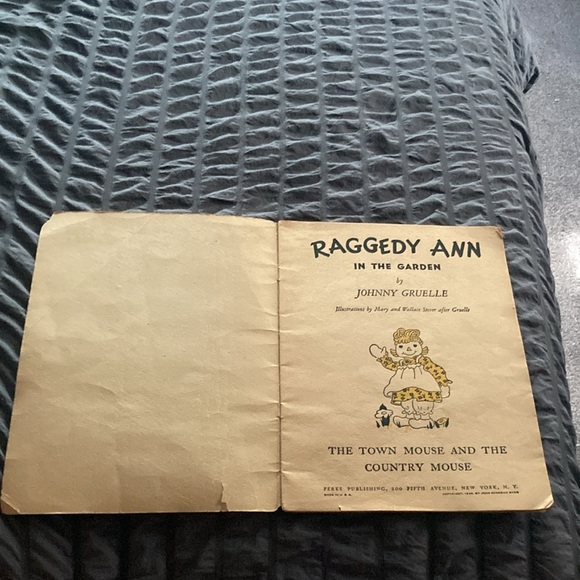 RAGGEDY ANN
IN THE GARDEN
by
JOHNNY GRUELLE
Illustrations by Mary and Wallace Stover after Gruelle
THE TOWN MOUSE AND THE
COUNTRY MOUSE
PERKS PUBLISHING, 200 FIFTH AVENUE, NEW YORK, N. Y.